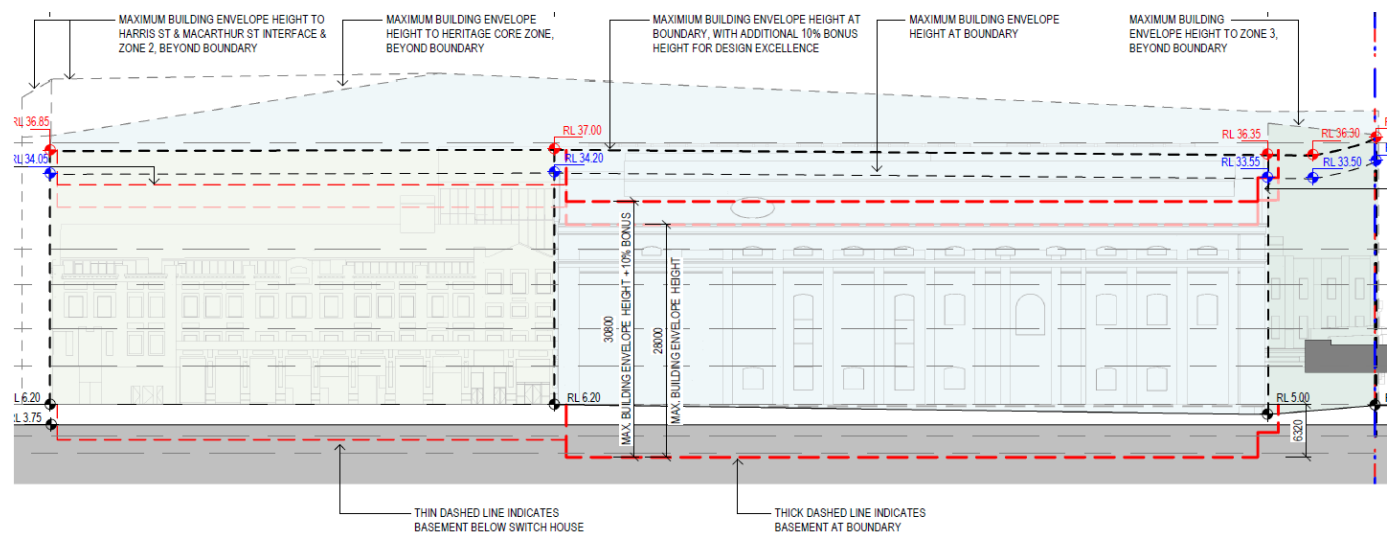 MAXIMUM BUILDING ENVELOPE HEIGHT TO
HARRIS ST & MACARTHUR ST INTERFACE &
ZONE 2, BEYOND BOUNDARY
MAXIMUM BUILDING ENVELOPE
HEIGHT TO HERITAGE CORE ZONE,
BEYOND BOUNDARY
MAXIMIUM BUILDING ENVELOPE HEIGHT AT
BOUNDARY, WITH ADDITIONAL 10% BONUS
HEIGHT FOR DESIGN EXCELLENCE
MAXIMUM BUILDING ENVELOPE
HEIGHT AT BOUNDARY
MAXIMUM BUILDING
ENVELOPE HEIGHT TO ZONE 3,
BEYOND BOUNDARY
RL 36.85
RL 37.00
RL 36.35
RL 36.30
RL 34.05
RL 34.20
RL 33.55
RL 33.50
30800
MAX. BUILDING ENVELOPE HEIGHT + 10% BONUS
28000
MAX. BUILDING ENVELOPE HEIGHT
RL 6.20
RL 6.20
RL 5.00
RL 3.75
6320
THIN DASHED LINE INDICATES
BASEMENT BELOW SWITCH HOUSE
THICK DASHED LINE INDICATES
BASEMENT AT BOUNDARY